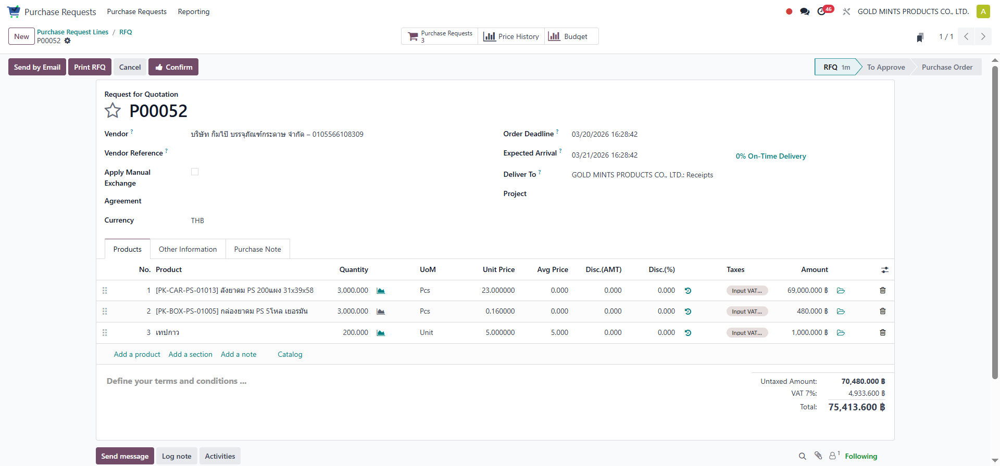 Purchase Requests Purchase Requests Reporting 46 GOLD MINTS PRODUCTS CO., LTD. A
New Purchase Request Lines / RFQ
P00052
Purchase Requests 3 Price History Budget 1 / 1
Send by Email Print RFQ Cancel Confirm RFQ 1m To Approve Purchase Order
Request for Quotation
P00052
Vendor ? บริษัท กิมไป๊ บรรจุภัณฑ์กระดาษ จำกัด – 0105566108309 Order Deadline ? 03/20/2026 16:28:42
Vendor Reference ? Expected Arrival ? 03/21/2026 16:28:42 0% On-Time Delivery
Apply Manual Exchange Deliver To ? GOLD MINTS PRODUCTS CO., LTD.: Receipts
Agreement Project
Currency THB
Products Other Information Purchase Note
No. Product Quantity UoM Unit Price Avg Price Disc.(AMT) Disc.(%) Taxes Amount
1 [PK-CAR-PS-01013] ลังยาดม PS 200แผง 31x39x58 3,000.000 Pcs 23.000000 0.000 0.000 0.000 Input VAT... 69,000.000 ฿
2 [PK-BOX-PS-01005] กล่องยาดม PS 5โหล เยอรมัน 3,000.000 Pcs 0.160000 0.000 0.000 0.000 Input VAT... 480.000 ฿
3 เทปกาว 200.000 Unit 5.000000 5.000 0.000 0.000 Input VAT... 1,000.000 ฿
Add a product Add a section Add a note Catalog
Define your terms and conditions ... Untaxed Amount: 70,480.000 ฿
VAT 7%: 4,933.600 ฿
Total: 75,413.600 ฿
Send message Log note Activities 1 Following